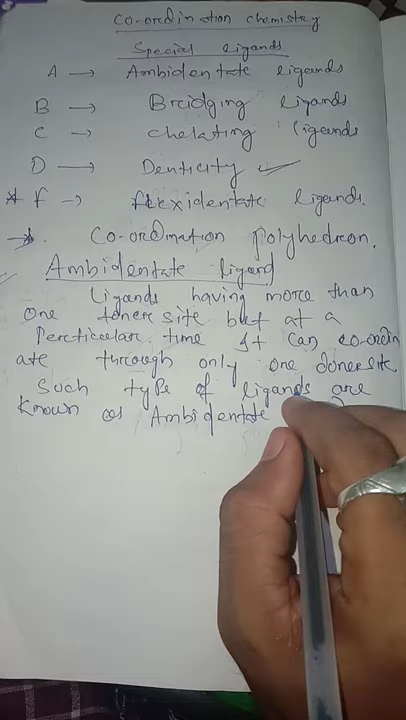 Co-ordination chemistry
Special ligands
A → Ambidentate ligands
B → Bridging ligands
C → chelating ligands
D → Denticity
* F → flexidentate ligands.
→ Co-ordination polyhedron.
Ambidentate ligand
Ligands having more than
one doner site but at a
Percticular time It can co-ordin
ate through only one doner site
Such type of ligands are
known as Ambidentate